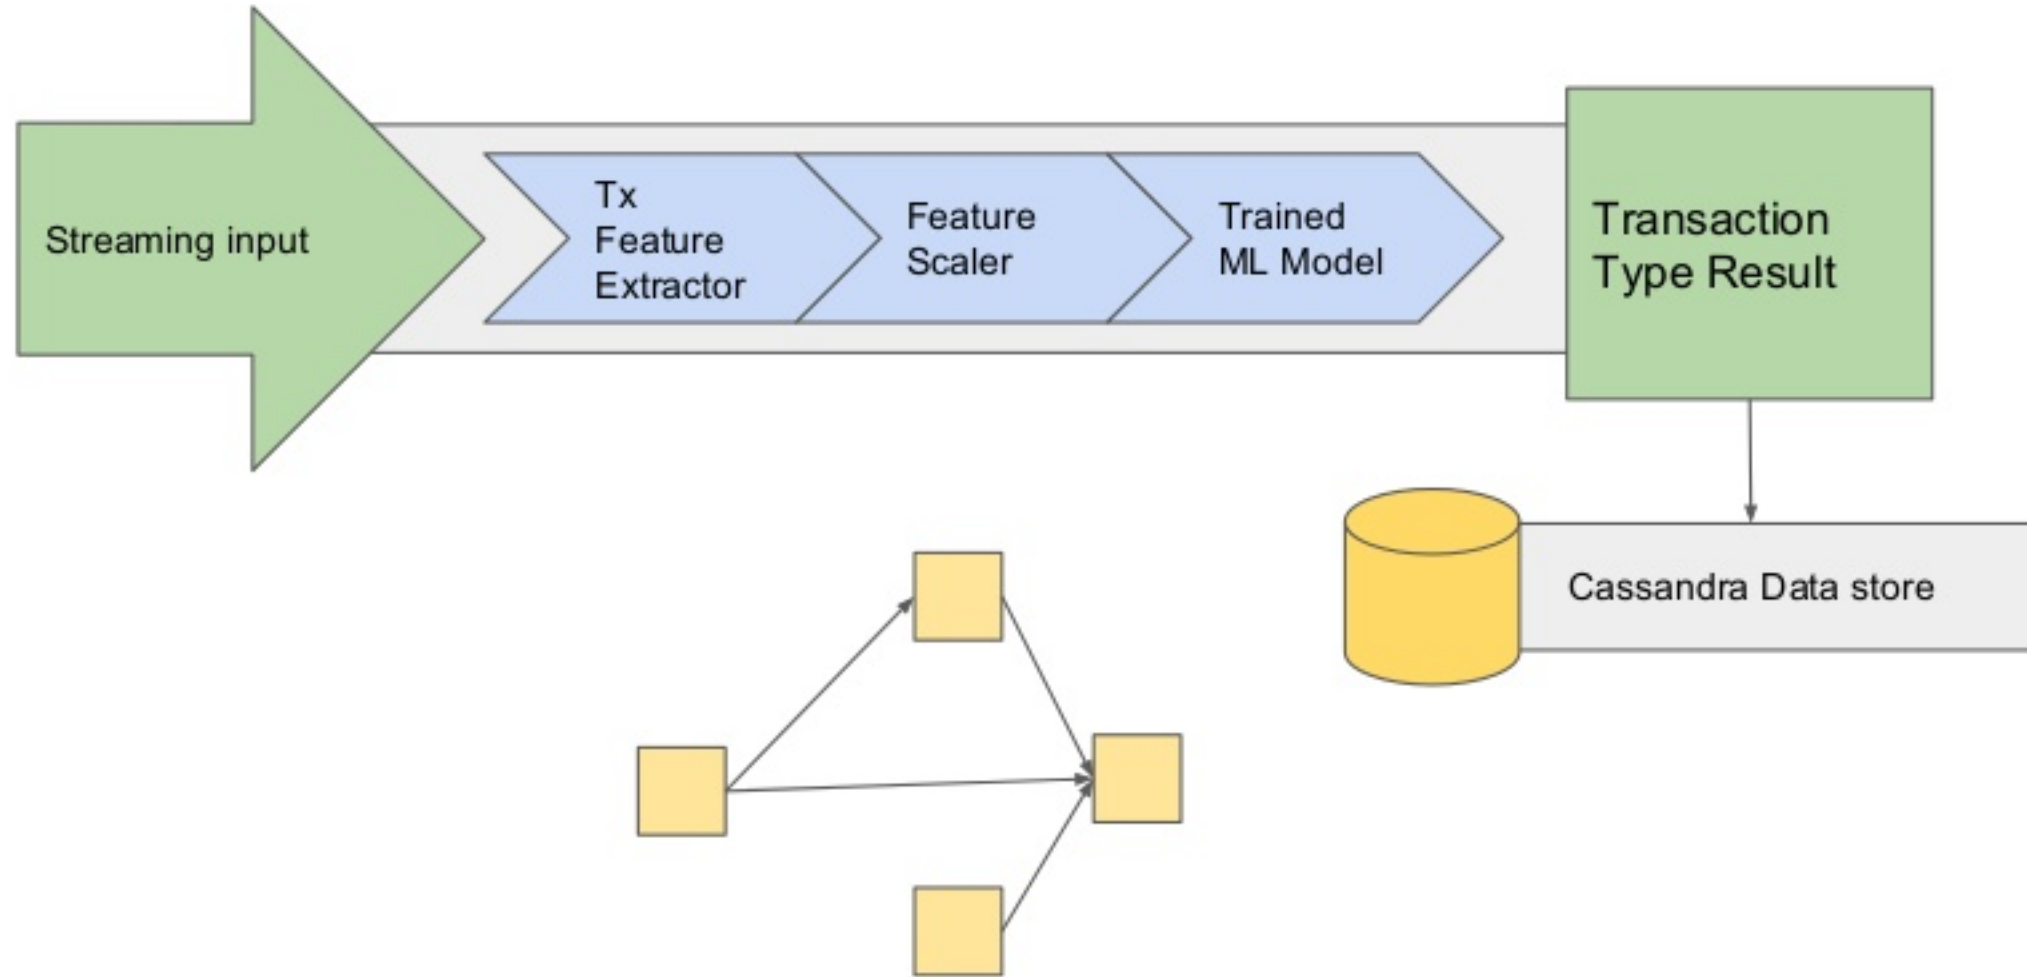 Streaming input
Tx
Feature
Extractor
Feature
Scaler
Trained
ML Model
Transaction
Type Result
Cassandra Data store